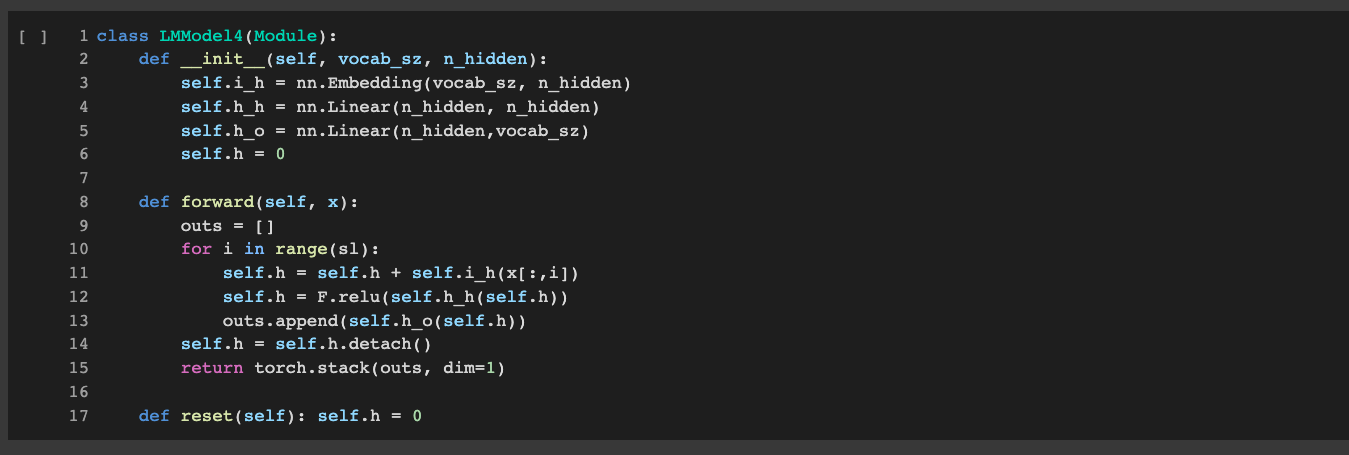 [ ] 1 class LMModel4(Module):
2     def __init__(self, vocab_sz, n_hidden):
3         self.i_h = nn.Embedding(vocab_sz, n_hidden)
4         self.h_h = nn.Linear(n_hidden, n_hidden)
5         self.h_o = nn.Linear(n_hidden,vocab_sz)
6         self.h = 0
7
8     def forward(self, x):
9         outs = []
10         for i in range(sl):
11             self.h = self.h + self.i_h(x[:,i])
12             self.h = F.relu(self.h_h(self.h))
13             outs.append(self.h_o(self.h))
14         self.h = self.h.detach()
15         return torch.stack(outs, dim=1)
16
17     def reset(self): self.h = 0